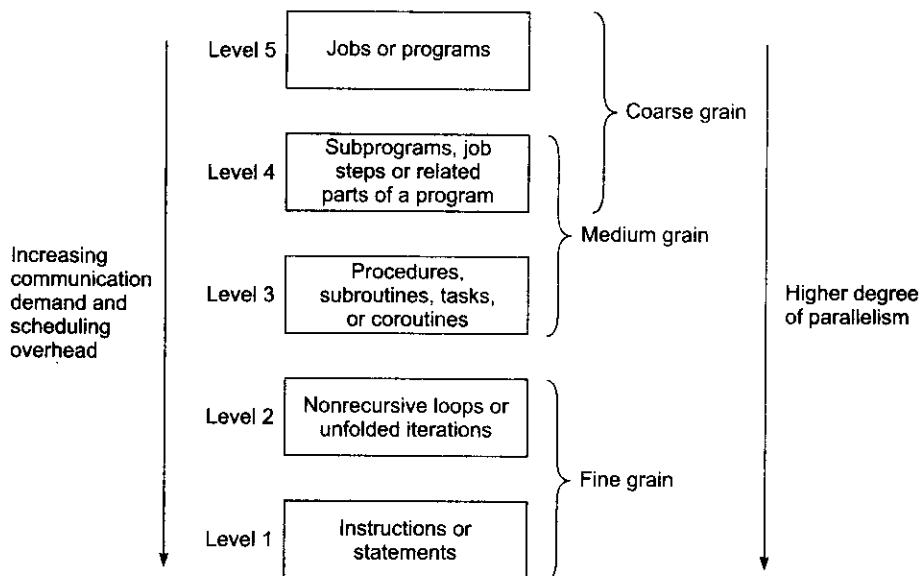 Level 5
Jobs or programs
Coarse grain
Level 4
Subprograms, job
steps or related
parts of a program
Medium grain
Increasing
communication
demand and
scheduling
overhead
Level 3
Procedures,
subroutines, tasks,
or coroutines
Higher degree
of parallelism
Level 2
Nonrecursive loops or
unfolded iterations
Fine grain
Level 1
Instructions or
statements